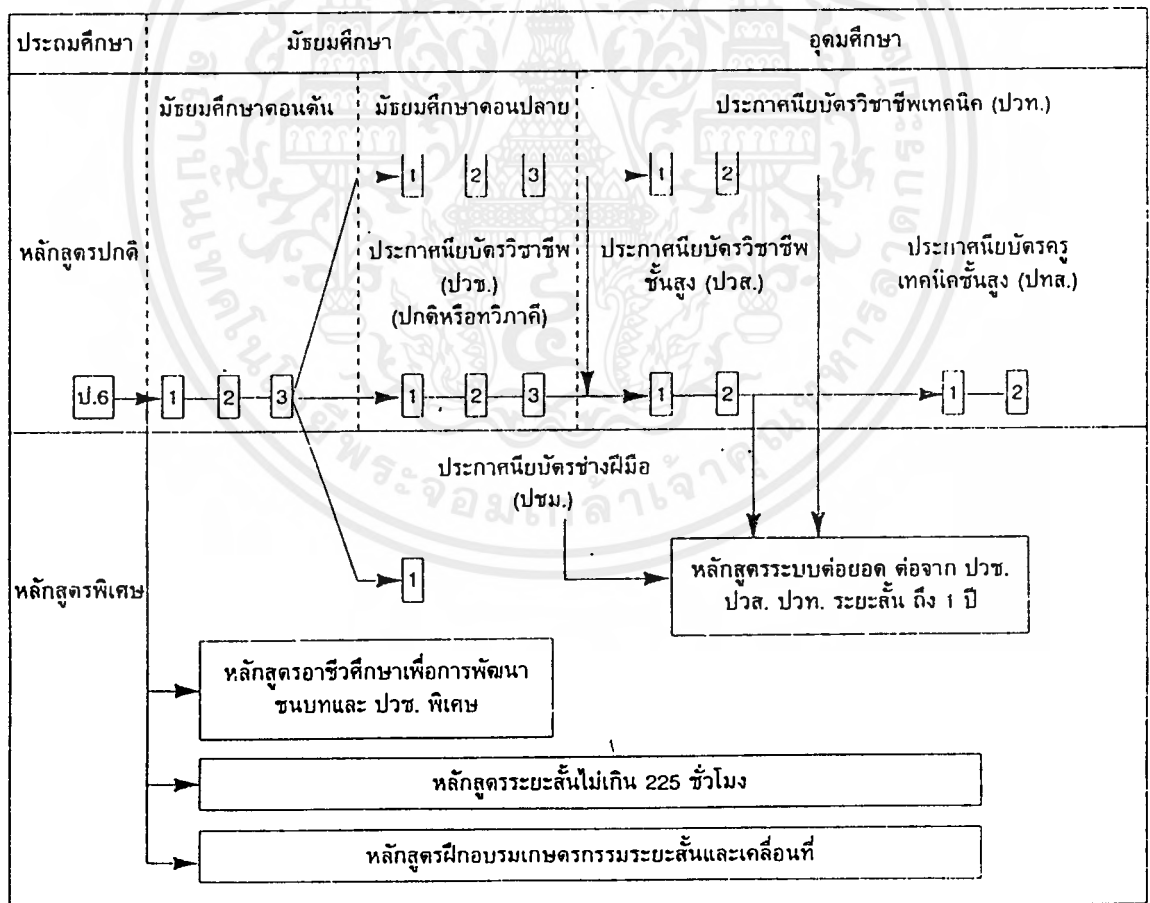 ประถมศึกษา
มัธยมศึกษา
อุดมศึกษา
มัธยมศึกษาตอนต้น
มัธยมศึกษาตอนปลาย
ประกาศนียบัตรวิชาชีพเทคนิค (ปวท.)
1 2 3
1 2
หลักสูตรปกติ
ประกาศนียบัตรวิชาชีพ
(ปวช.)
(ปกติหรือทวิภาคี)
ประกาศนียบัตรวิชาชีพ
ชั้นสูง (ปวส.)
ประกาศนียบัตรครู
เทคนิคชั้นสูง (ปทส.)
ป.6 1 2 3 1 2 3 1 2 1 2
ประกาศนียบัตรช่างฝีมือ
(ปชม.)
หลักสูตรพิเศษ
1
หลักสูตรระบบต่อยอด ต่อจาก ปวช.
ปวส. ปวท. ระยะสั้น ถึง 1 ปี
หลักสูตรอาชีวศึกษาเพื่อการพัฒนา
ชนบทและ ปวช. พิเศษ
หลักสูตรระยะสั้นไม่เกิน 225 ชั่วโมง
หลักสูตรฝึกอบรมเกษตรกรรมระยะสั้นและเคลื่อนที่